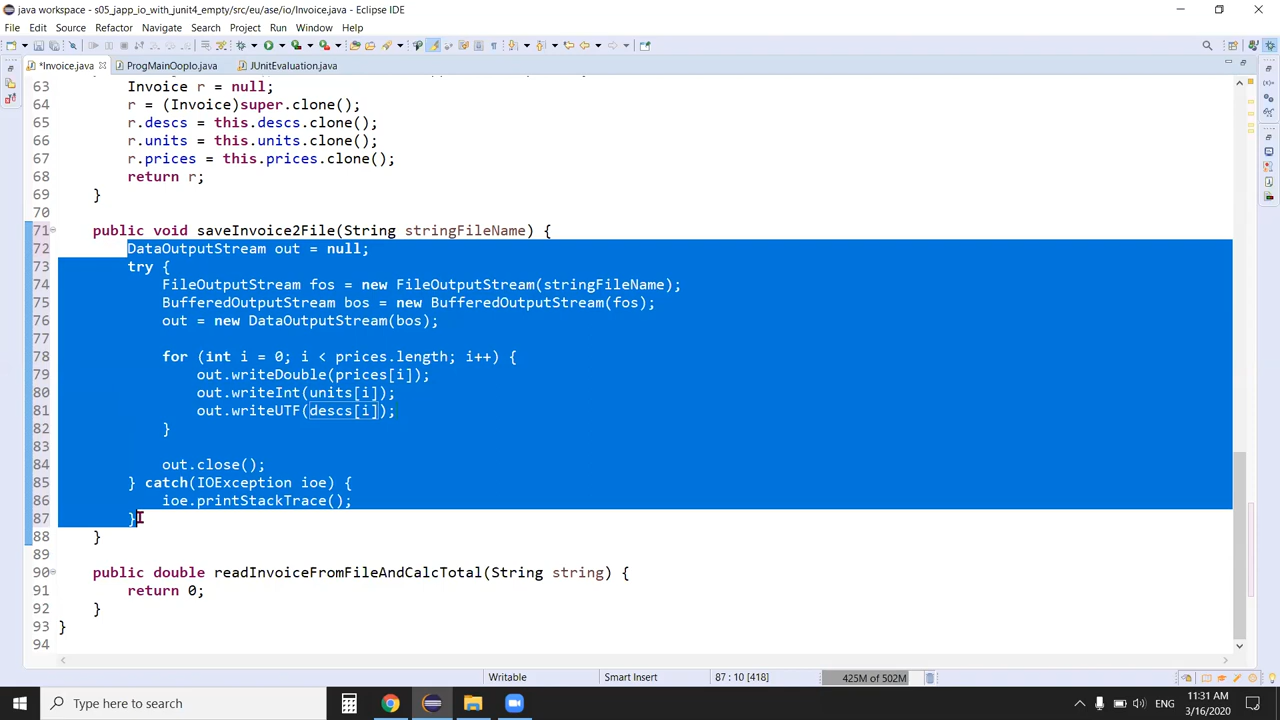 java workspace - s05_japp_io_with_junit4_empty/src/eu/ase/io/Invoice.java - Eclipse IDE
File Edit Source Refactor Navigate Search Project Run Window Help
*Invoice.java ProgMainOopIo.java JUnitEvaluation.java
63 Invoice r = null;
64 r = (Invoice)super.clone();
65 r.descs = this.descs.clone();
66 r.units = this.units.clone();
67 r.prices = this.prices.clone();
68 return r;
69 }
70
71 public void saveInvoice2File(String stringFileName) {
72 DataOutputStream out = null;
73 try {
74 FileOutputStream fos = new FileOutputStream(stringFileName);
75 BufferedOutputStream bos = new BufferedOutputStream(fos);
76 out = new DataOutputStream(bos);
77
78 for (int i = 0; i < prices.length; i++) {
79 out.writeDouble(prices[i]);
80 out.writeInt(units[i]);
81 out.writeUTF(descs[i]);
82 }
83
84 out.close();
85 } catch(IOException ioe) {
86 ioe.printStackTrace();
87 }
88 }
89
90 public double readInvoiceFromFileAndCalcTotal(String string) {
91 return 0;
92 }
93 }
94
Writable Smart Insert 87 : 10 [418] 425M of 502M
Type here to search ENG 11:31 AM
3/16/2020